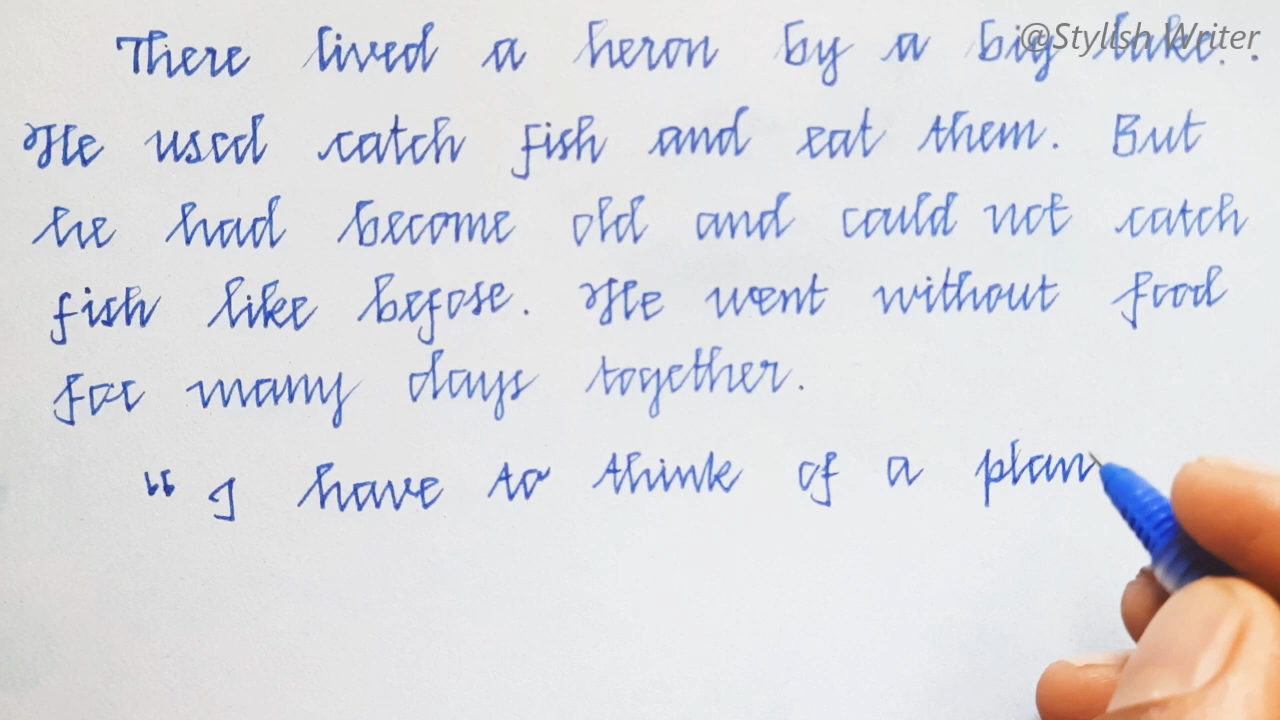 There lived a heron by a big lake.
@Stylish Writer
He used catch fish and eat them. But
he had become old and could not catch
fish like before. He went without food
for many days together.
"I have to think of a plan